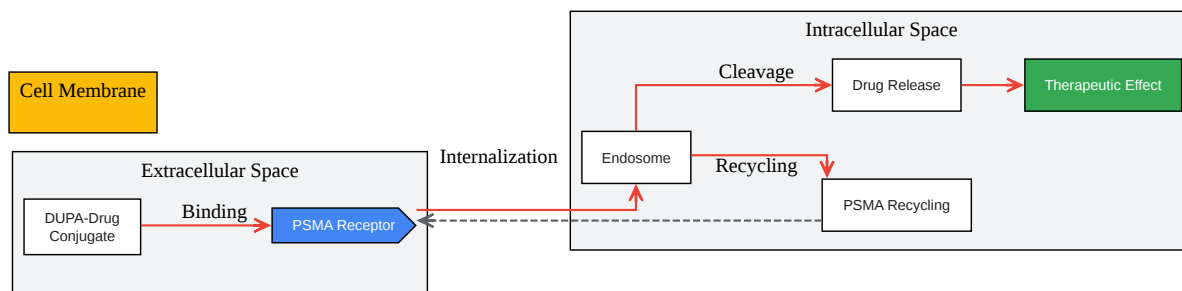 Intracellular Space
Cleavage
Drug Release
Therapeutic Effect
Cell Membrane
Internalization
Endosome
Recycling
Extracellular Space
PSMA Recycling
Binding
DUPA-Drug
Conjugate
PSMA Receptor